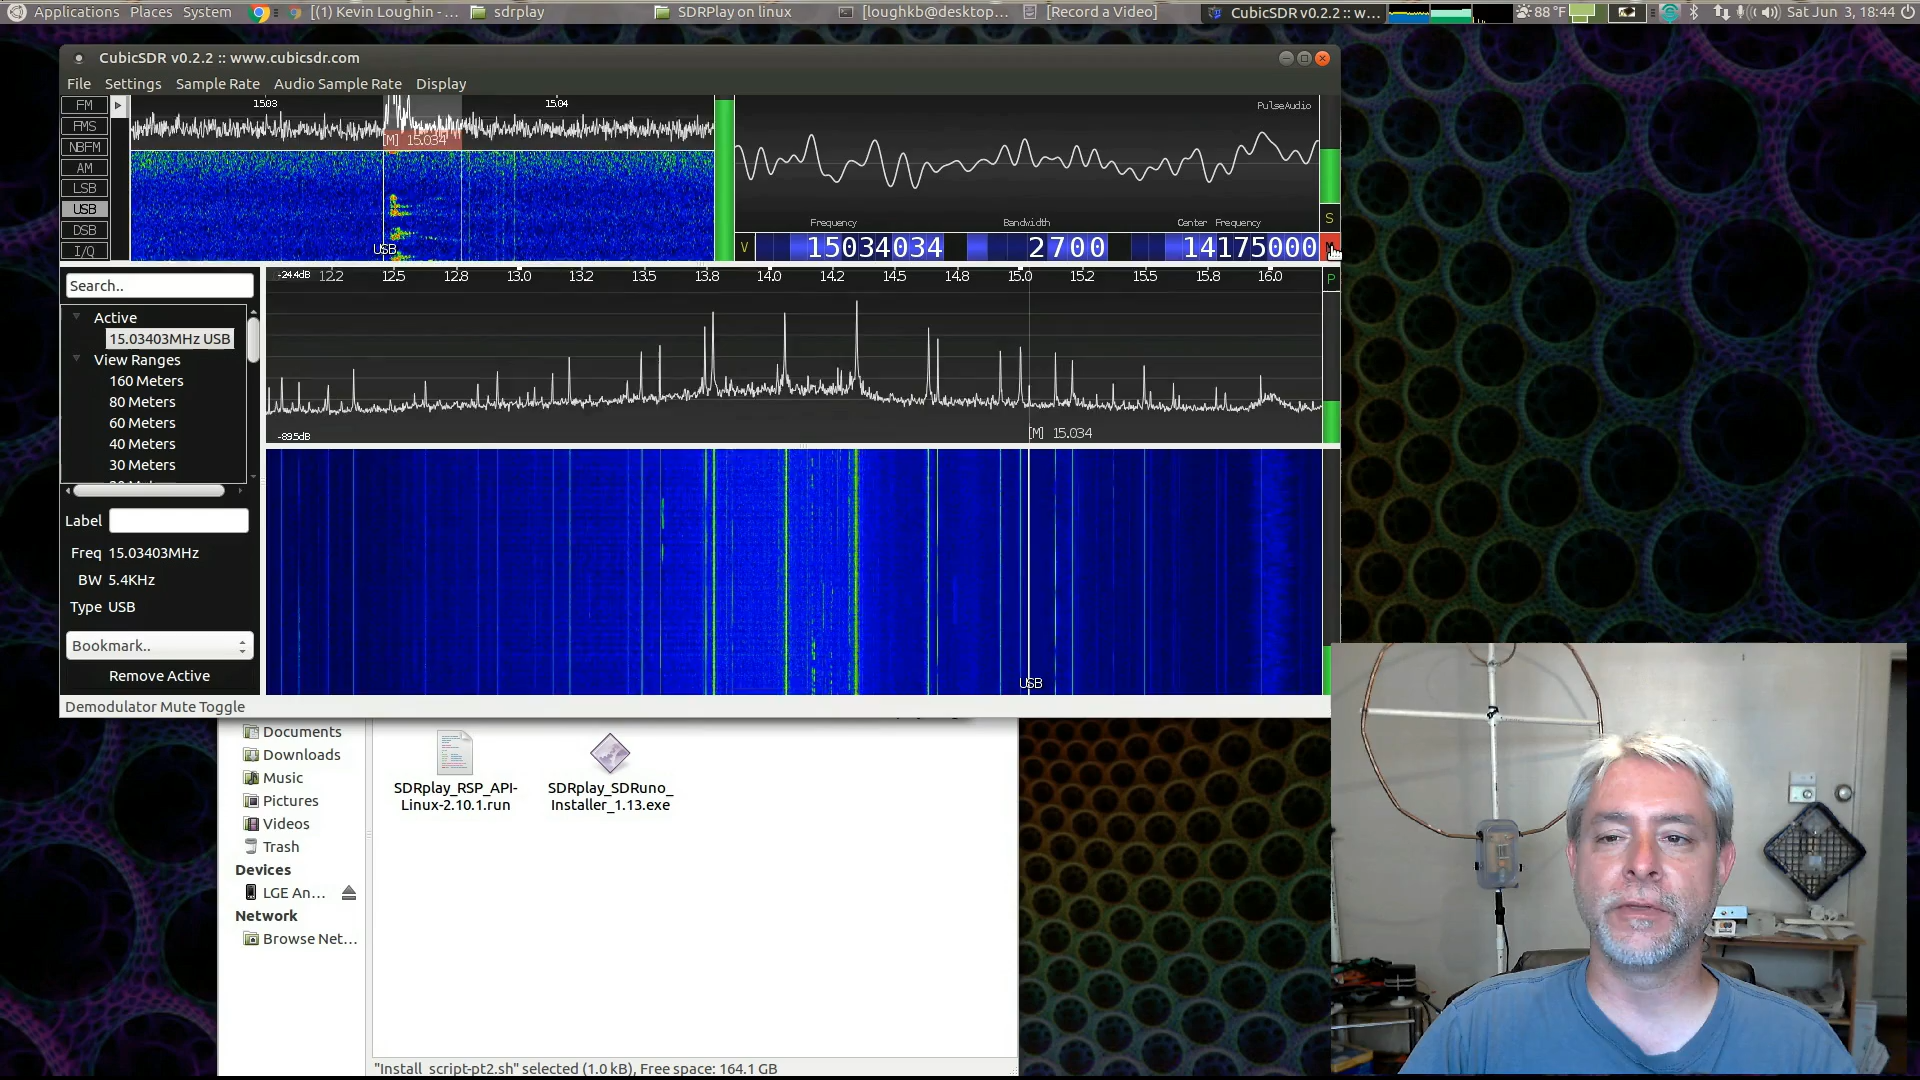 Applications Places System
[(1) Kevin Loughin -...
sdrplay
SDRPlay on linux
[loughkb@desktop...
[Record a Video]
CubicSDR v0.2.2 :: w...
88 °F
Sat Jun 3, 18:44
CubicSDR v0.2.2 :: www.cubicsdr.com
File Settings Sample Rate Audio Sample Rate Display
FM
FMS
NBFM
AM
LSB
USB
DSB
I/Q
15.03 15.04
[M] 15.034
USB
PulseAudio
S
Frequency Bandwidth Center Frequency
V 15034034 2700 14175000
P
-24.4dB 12.2 12.5 12.8 13.0 13.2 13.5 13.8 14.0 14.2 14.5 14.8 15.0 15.2 15.5 15.8 16.0
-89.5dB
[M] 15.034
USB
Search..
Active
15.03403MHz USB
View Ranges
160 Meters
80 Meters
60 Meters
40 Meters
30 Meters
Label
Freq 15.03403MHz
BW 5.4KHz
Type USB
Bookmark..
Remove Active
Demodulator Mute Toggle
Documents
Downloads
Music
Pictures
Videos
Trash
Devices
LGE An...
Network
Browse Net...
SDRplay_RSP_API-
Linux-2.10.1.run
SDRplay_SDRuno_
Installer_1.13.exe
"Install script-pt2.sh" selected (1.0 kB), Free space: 164.1 GB